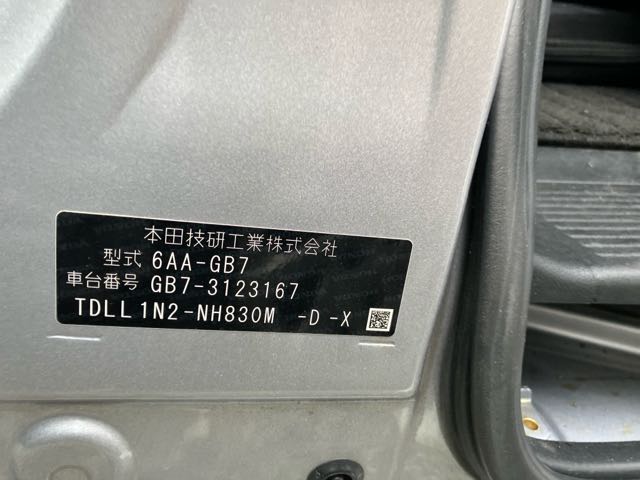 本田技研工業株式会社
型式 6AA-GB7
車台番号 GB7-3123167
TDLL1N2-NH830M -D-X